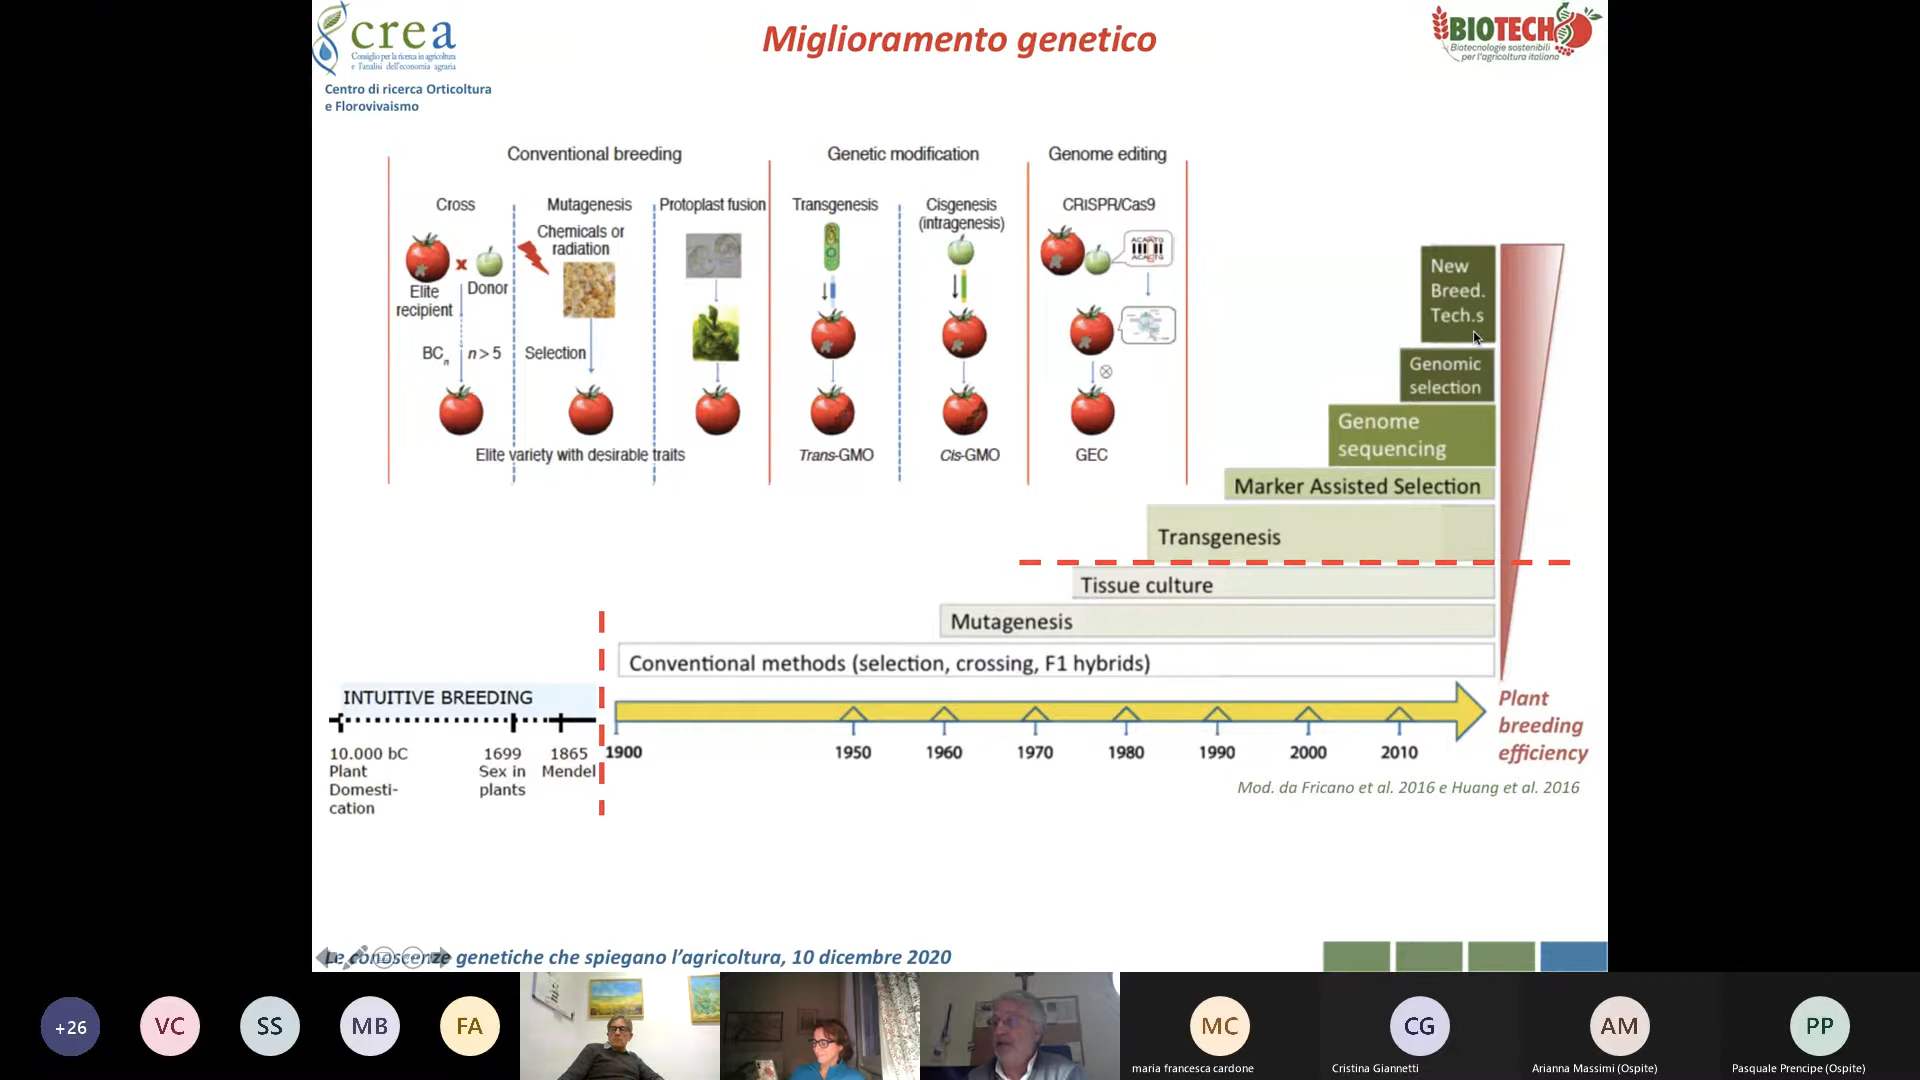 crea
Consiglio per la ricerca in agricoltura
e l'analisi dell'economia agraria
Centro di ricerca Orticoltura
e Florovivaismo
Miglioramento genetico
BIOTECH
Biotecnologie sostenibili
per l'agricoltura italiana
Conventional breeding
Genetic modification
Genome editing
Cross
Mutagenesis
Protoplast fusion
Transgenesis
Cisgenesis
(intragenesis)
CRISPR/Cas9
Chemicals or
radiation
ACAATG
ACACTG
x
Elite
recipient
Donor
BCn
n > 5
Selection
Elite variety with desirable traits
Trans-GMO
Cis-GMO
GEC
New
Breed.
Tech.s
Genomic
selection
Genome
sequencing
Marker Assisted Selection
Transgenesis
Tissue culture
Mutagenesis
Conventional methods (selection, crossing, F1 hybrids)
INTUITIVE BREEDING
10.000 bC
Plant
Domesti-
cation
1699
Sex in
plants
1865
Mendel
1900
1950
1960
1970
1980
1990
2000
2010
Plant
breeding
efficiency
Mod. da Fricano et al. 2016 e Huang et al. 2016
Le conoscenze genetiche che spiegano l'agricoltura, 10 dicembre 2020
+26
VC
SS
MB
FA
MC
maria francesca cardone
CG
Cristina Giannetti
AM
Arianna Massimi (Ospite)
PP
Pasquale Prencipe (Ospite)